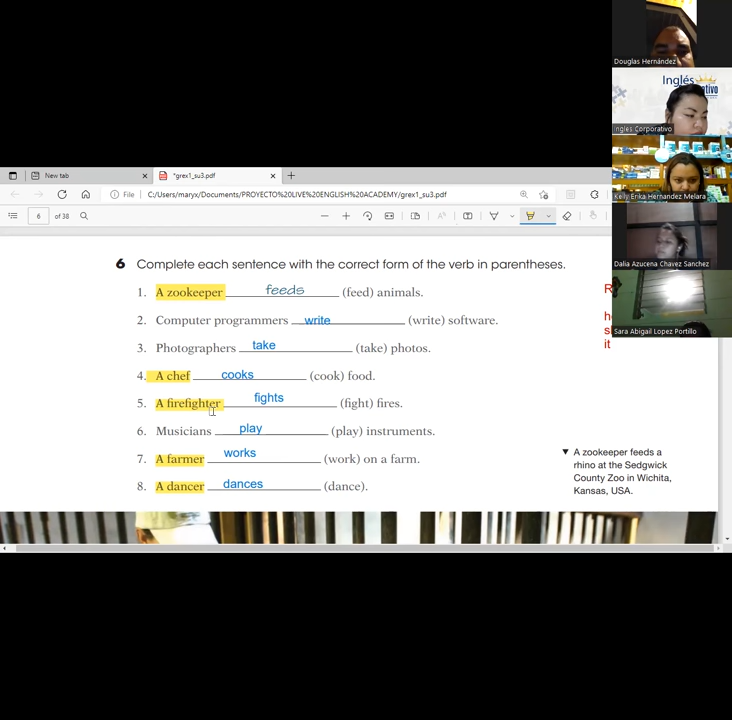 Douglas Hernández
Inglés
Ingles Corporativo
Kelly Erika Hernandez Melara
Dalia Azucena Chavez Sanchez
Sara Abigail Lopez Portillo
New tab
*grex1_su3.pdf
File
C:/Users/maryx/Documents/PROYECTO%20LIVE%20ENGLISH%20ACADEMY/grex1_su3.pdf
6 of 38
6 Complete each sentence with the correct form of the verb in parentheses.
1. A zookeeper feeds (feed) animals.
2. Computer programmers write (write) software.
3. Photographers take (take) photos.
4. A chef cooks (cook) food.
5. A firefighter fights (fight) fires.
6. Musicians play (play) instruments.
7. A farmer works (work) on a farm.
8. A dancer dances (dance).
it
A zookeeper feeds a
rhino at the Sedgwick
County Zoo in Wichita,
Kansas, USA.